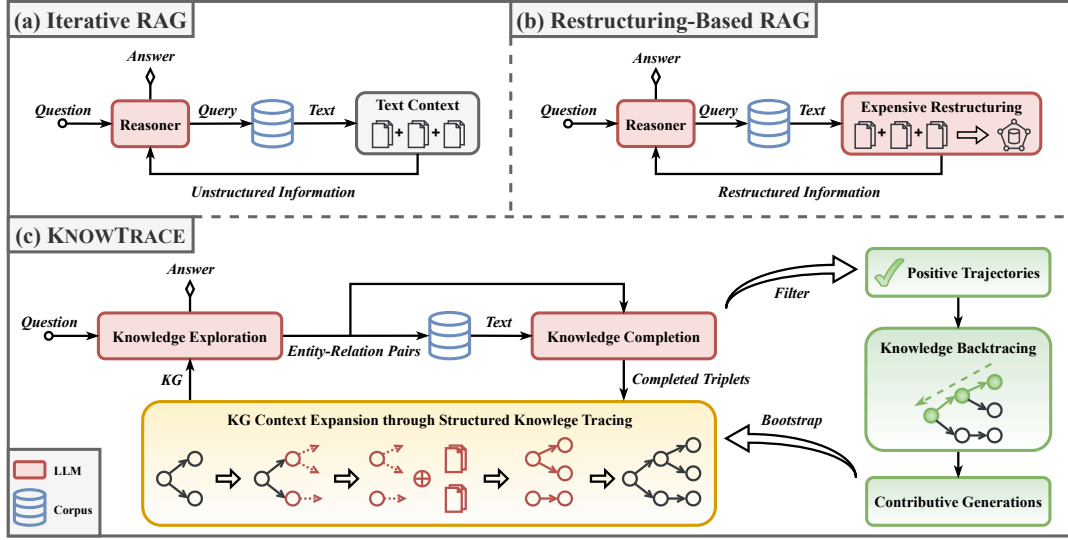 (a) Iterative RAG
Answer
Question
Reasoner
Query
Text
Text Context
+
+
Unstructured Information
(b) Restructuring-Based RAG
Answer
Question
Reasoner
Query
Text
Expensive Restructuring
+
+
Restructured Information
(c) KNOWTRACE
Answer
Question
Knowledge Exploration
Entity-Relation Pairs
Text
Knowledge Completion
KG
Completed Triplets
KG Context Expansion through Structured Knowlege Tracing
Filter
Positive Trajectories
Knowledge Backtracing
Bootstrap
Contributive Generations
LLM
Corpus